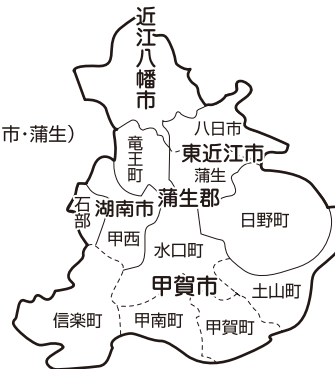 近江八幡市
市・蒲生）
八日市
竜王町
東近江市
蒲生
石部
湖南市
蒲生郡
日野町
甲西
水口町
甲賀市
土山町
信楽町
甲南町
甲賀町